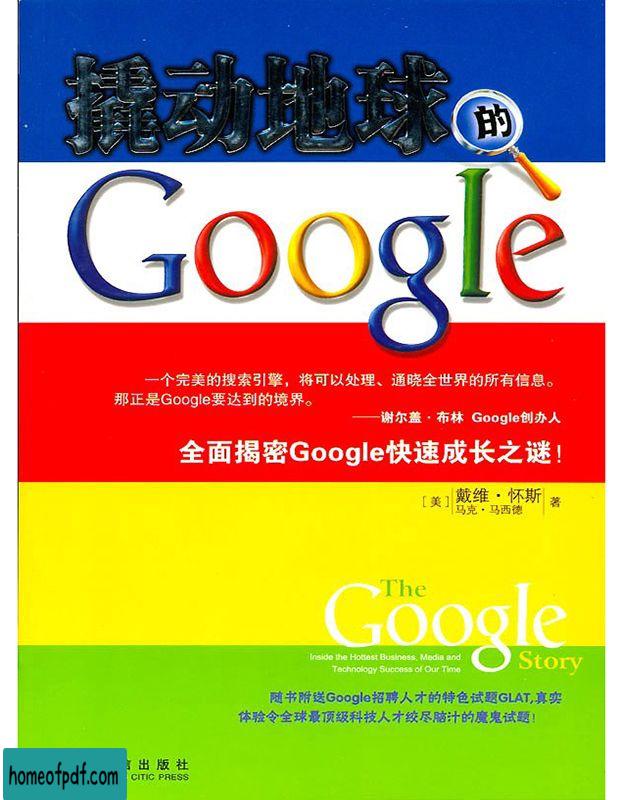 撬动地球的
Google
一个完美的搜索引擎，将可以处理、通晓全世界的所有信息。
那正是Google要达到的境界。
——谢尔盖·布林 Google创办人
全面揭密Google快速成长之谜！
［美］戴维·怀斯 著
马克·马西德
The
Google
Inside the Hottest Business, Media and
Technology Success of Our Time
Story
随书附送Google招聘人才的特色试题GLAT,真实
体验令全球最顶级科技人才绞尽脑汁的魔鬼试题！
信出版社
CITIC PRESS
homeofpdf.com